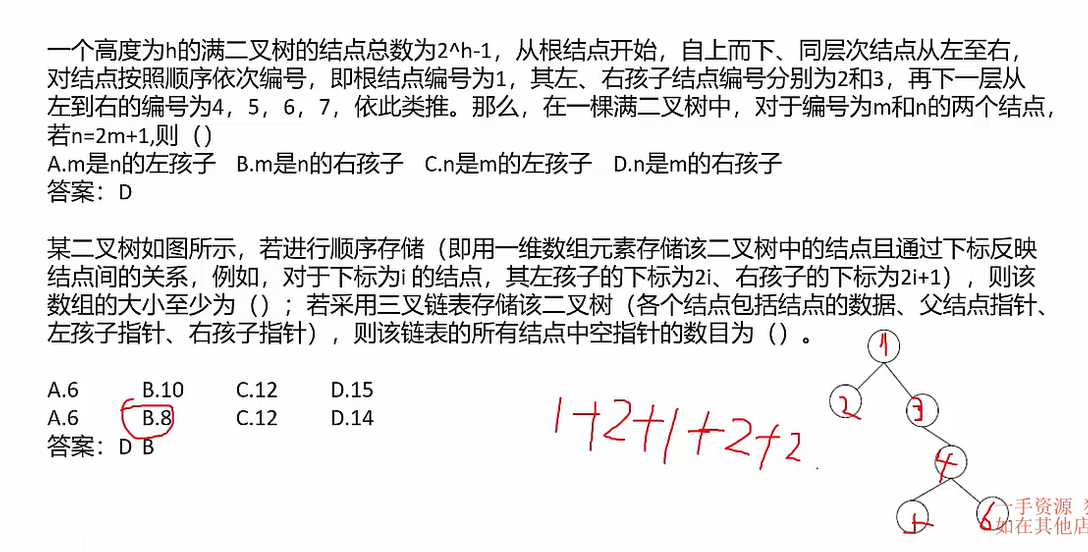 一个高度为h的满二叉树的结点总数为2^h-1，从根结点开始，自上而下、同层次结点从左至右，
对结点按照顺序依次编号，即根结点编号为1，其左、右孩子结点编号分别为2和3，再下一层从
左到右的编号为4，5，6，7，依此类推。那么，在一棵满二叉树中，对于编号为m和n的两个结点，
若n=2m+1,则（）
A.m是n的左孩子 B.m是n的右孩子 C.n是m的左孩子 D.n是m的右孩子
答案：D
某二叉树如图所示，若进行顺序存储（即用一维数组元素存储该二叉树中的结点且通过下标反映
结点间的关系，例如，对于下标为i 的结点，其左孩子的下标为2i、右孩子的下标为2i+1），则该
数组的大小至少为（）；若采用三叉链表存储该二叉树（各个结点包括结点的数据、父结点指针、
左孩子指针、右孩子指针），则该链表的所有结点中空指针的数目为（）。
A.6 B.10 C.12 D.15
A.6 B.8 C.12 D.14
答案：D B
1+2+1+2+2
1
2 3
4
6
一手资源
如在其他店